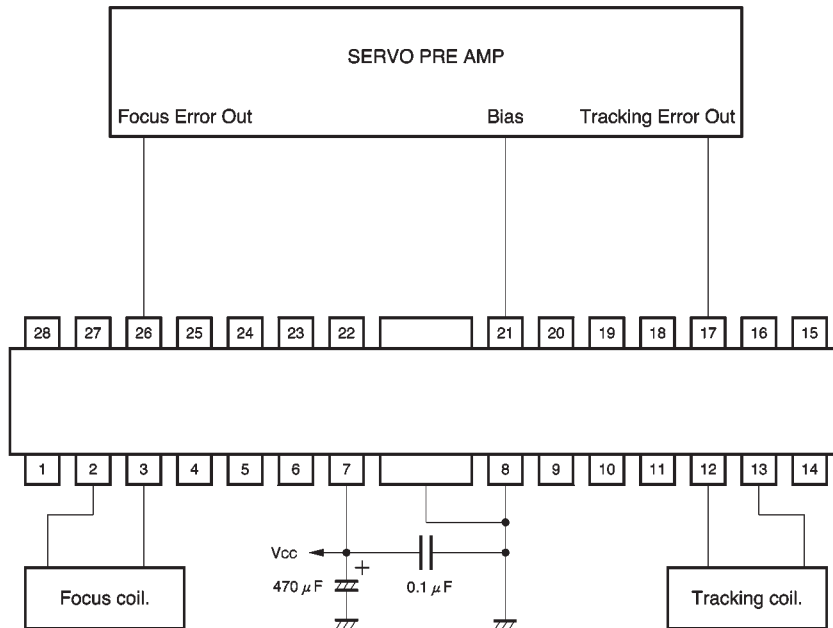 SERVO PRE AMP
Focus Error Out Bias Tracking Error Out
28 27 26 25 24 23 22 21 20 19 18 17 16 15
1 2 3 4 5 6 7 8 9 10 11 12 13 14
Vcc
+
470 μF 0.1 μF
Focus coil. Tracking coil.